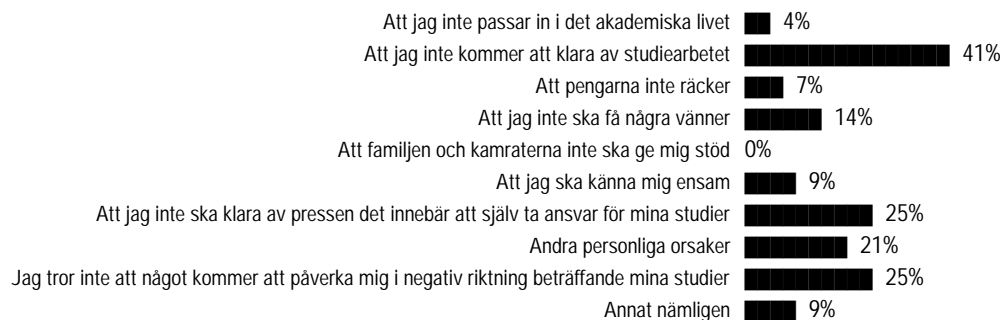 Att jag inte passar in i det akademiska livet 4%
Att jag inte kommer att klara av studiearbetet 41%
Att pengarna inte räcker 7%
Att jag inte ska få några vänner 14%
Att familjen och kamraterna inte ska ge mig stöd 0%
Att jag ska känna mig ensam 9%
Att jag inte ska klara av pressen det innebär att själv ta ansvar för mina studier 25%
Andra personliga orsaker 21%
Jag tror inte att något kommer att påverka mig i negativ riktning beträffande mina studier 25%
Annat nämligen 9%